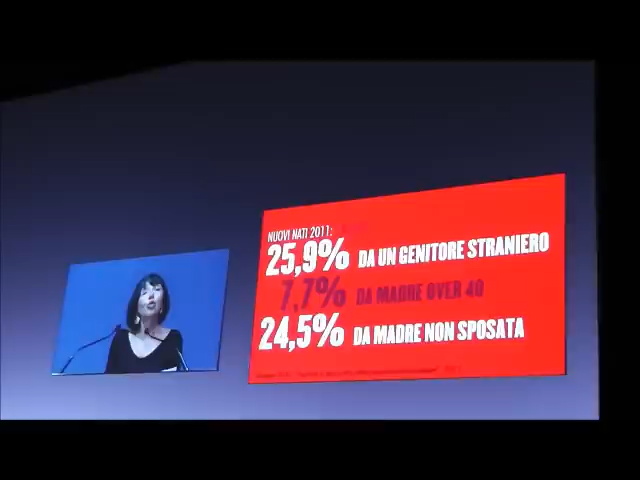 NUOVI NATI 2011:
25,9% DA UN GENITORE STRANIERO
7,7% DA MADRE OVER 40
24,5% DA MADRE NON SPOSATA